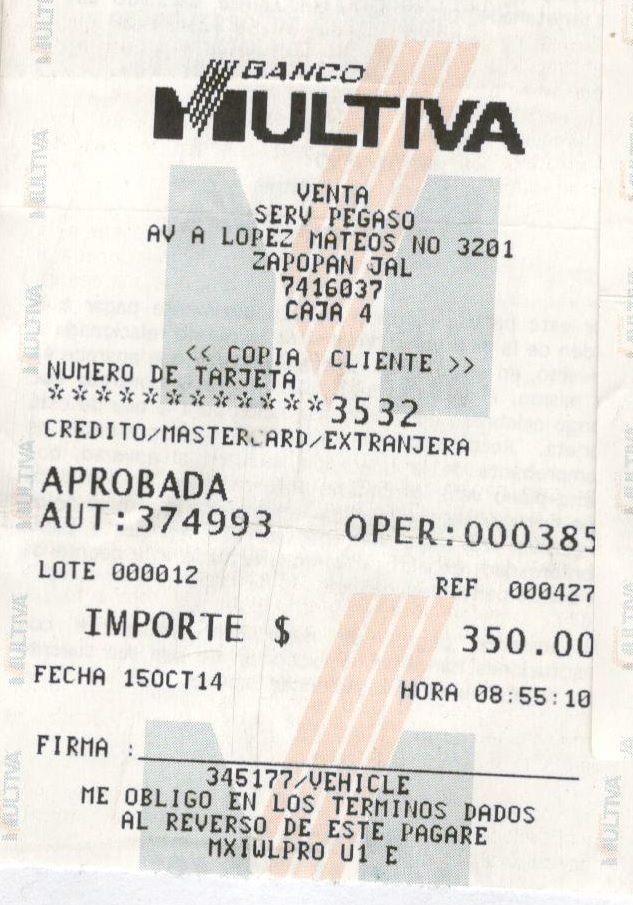 BANCO
MULTIVA
VENTA
SERV PEGASO
AV A LOPEZ MATEOS NO 3201
ZAPOPAN JAL
7416037
CAJA 4
<< COPIA CLIENTE >>
NUMERO DE TARJETA
************3532
CREDITO/MASTERCARD/EXTRANJERA
APROBADA
AUT:374993 OPER:000385
LOTE 000012 REF 000427
IMPORTE $ 350.00
FECHA 15OCT14 HORA 08:55:10
FIRMA :
345177/VEHICLE
ME OBLIGO EN LOS TERMINOS DADOS
AL REVERSO DE ESTE PAGARE
MXIWLPRO U1 E